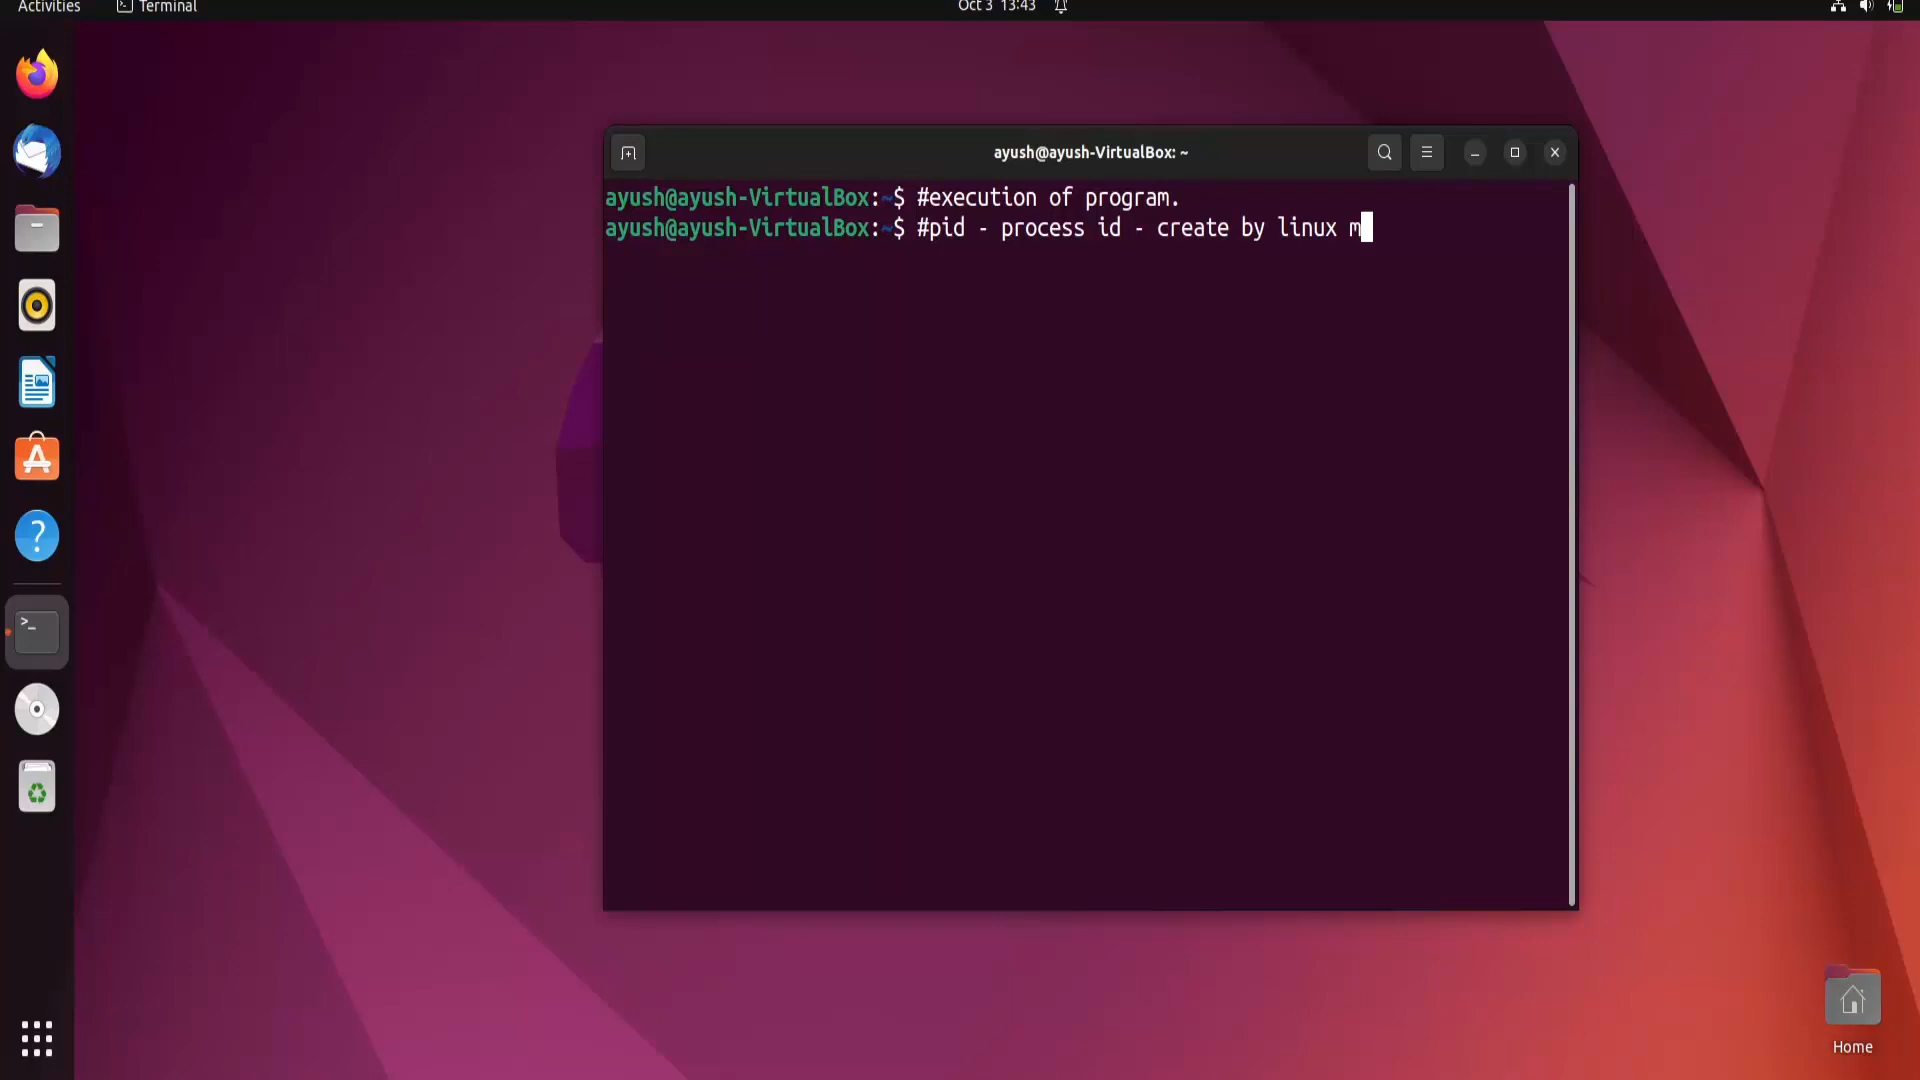 Activities Terminal Oct 3 13:43
ayush@ayush-VirtualBox: ~
ayush@ayush-VirtualBox:~$ #execution of program.
ayush@ayush-VirtualBox:~$ #pid - process id - create by linux m
Home